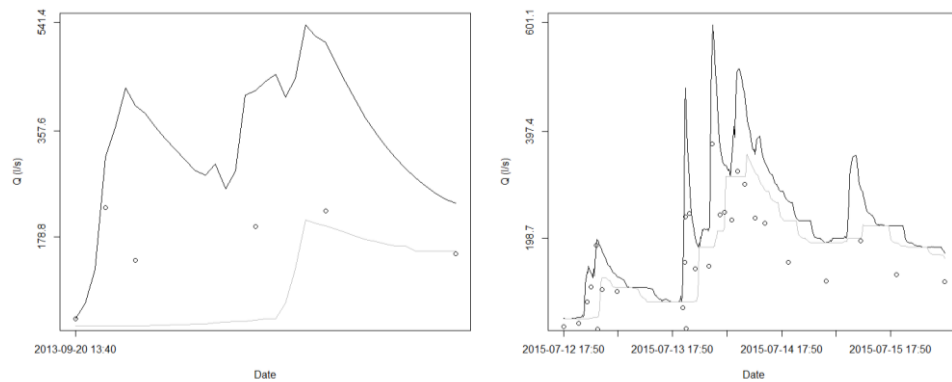 541.4
357.6
178.8
Q (l/s)
2013-09-20 13:40
Date
601.1
397.4
198.7
Q (l/s)
2015-07-12 17:50
2015-07-13 17:50
2015-07-14 17:50
2015-07-15 17:50
Date